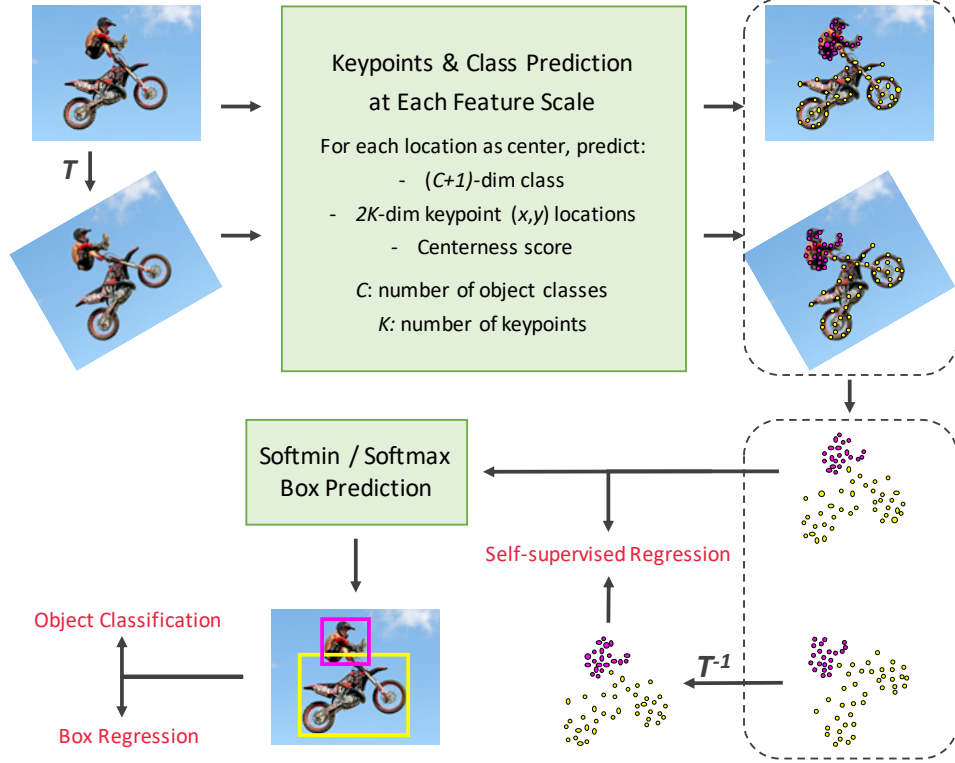 Keypoints & Class Prediction
at Each Feature Scale
For each location as center, predict:
- (C+1)-dim class
- 2K-dim keypoint (x,y) locations
- Centerness score
C: number of object classes
K: number of keypoints
T
Softmin / Softmax
Box Prediction
Self-supervised Regression
Object Classification
Box Regression
T-1